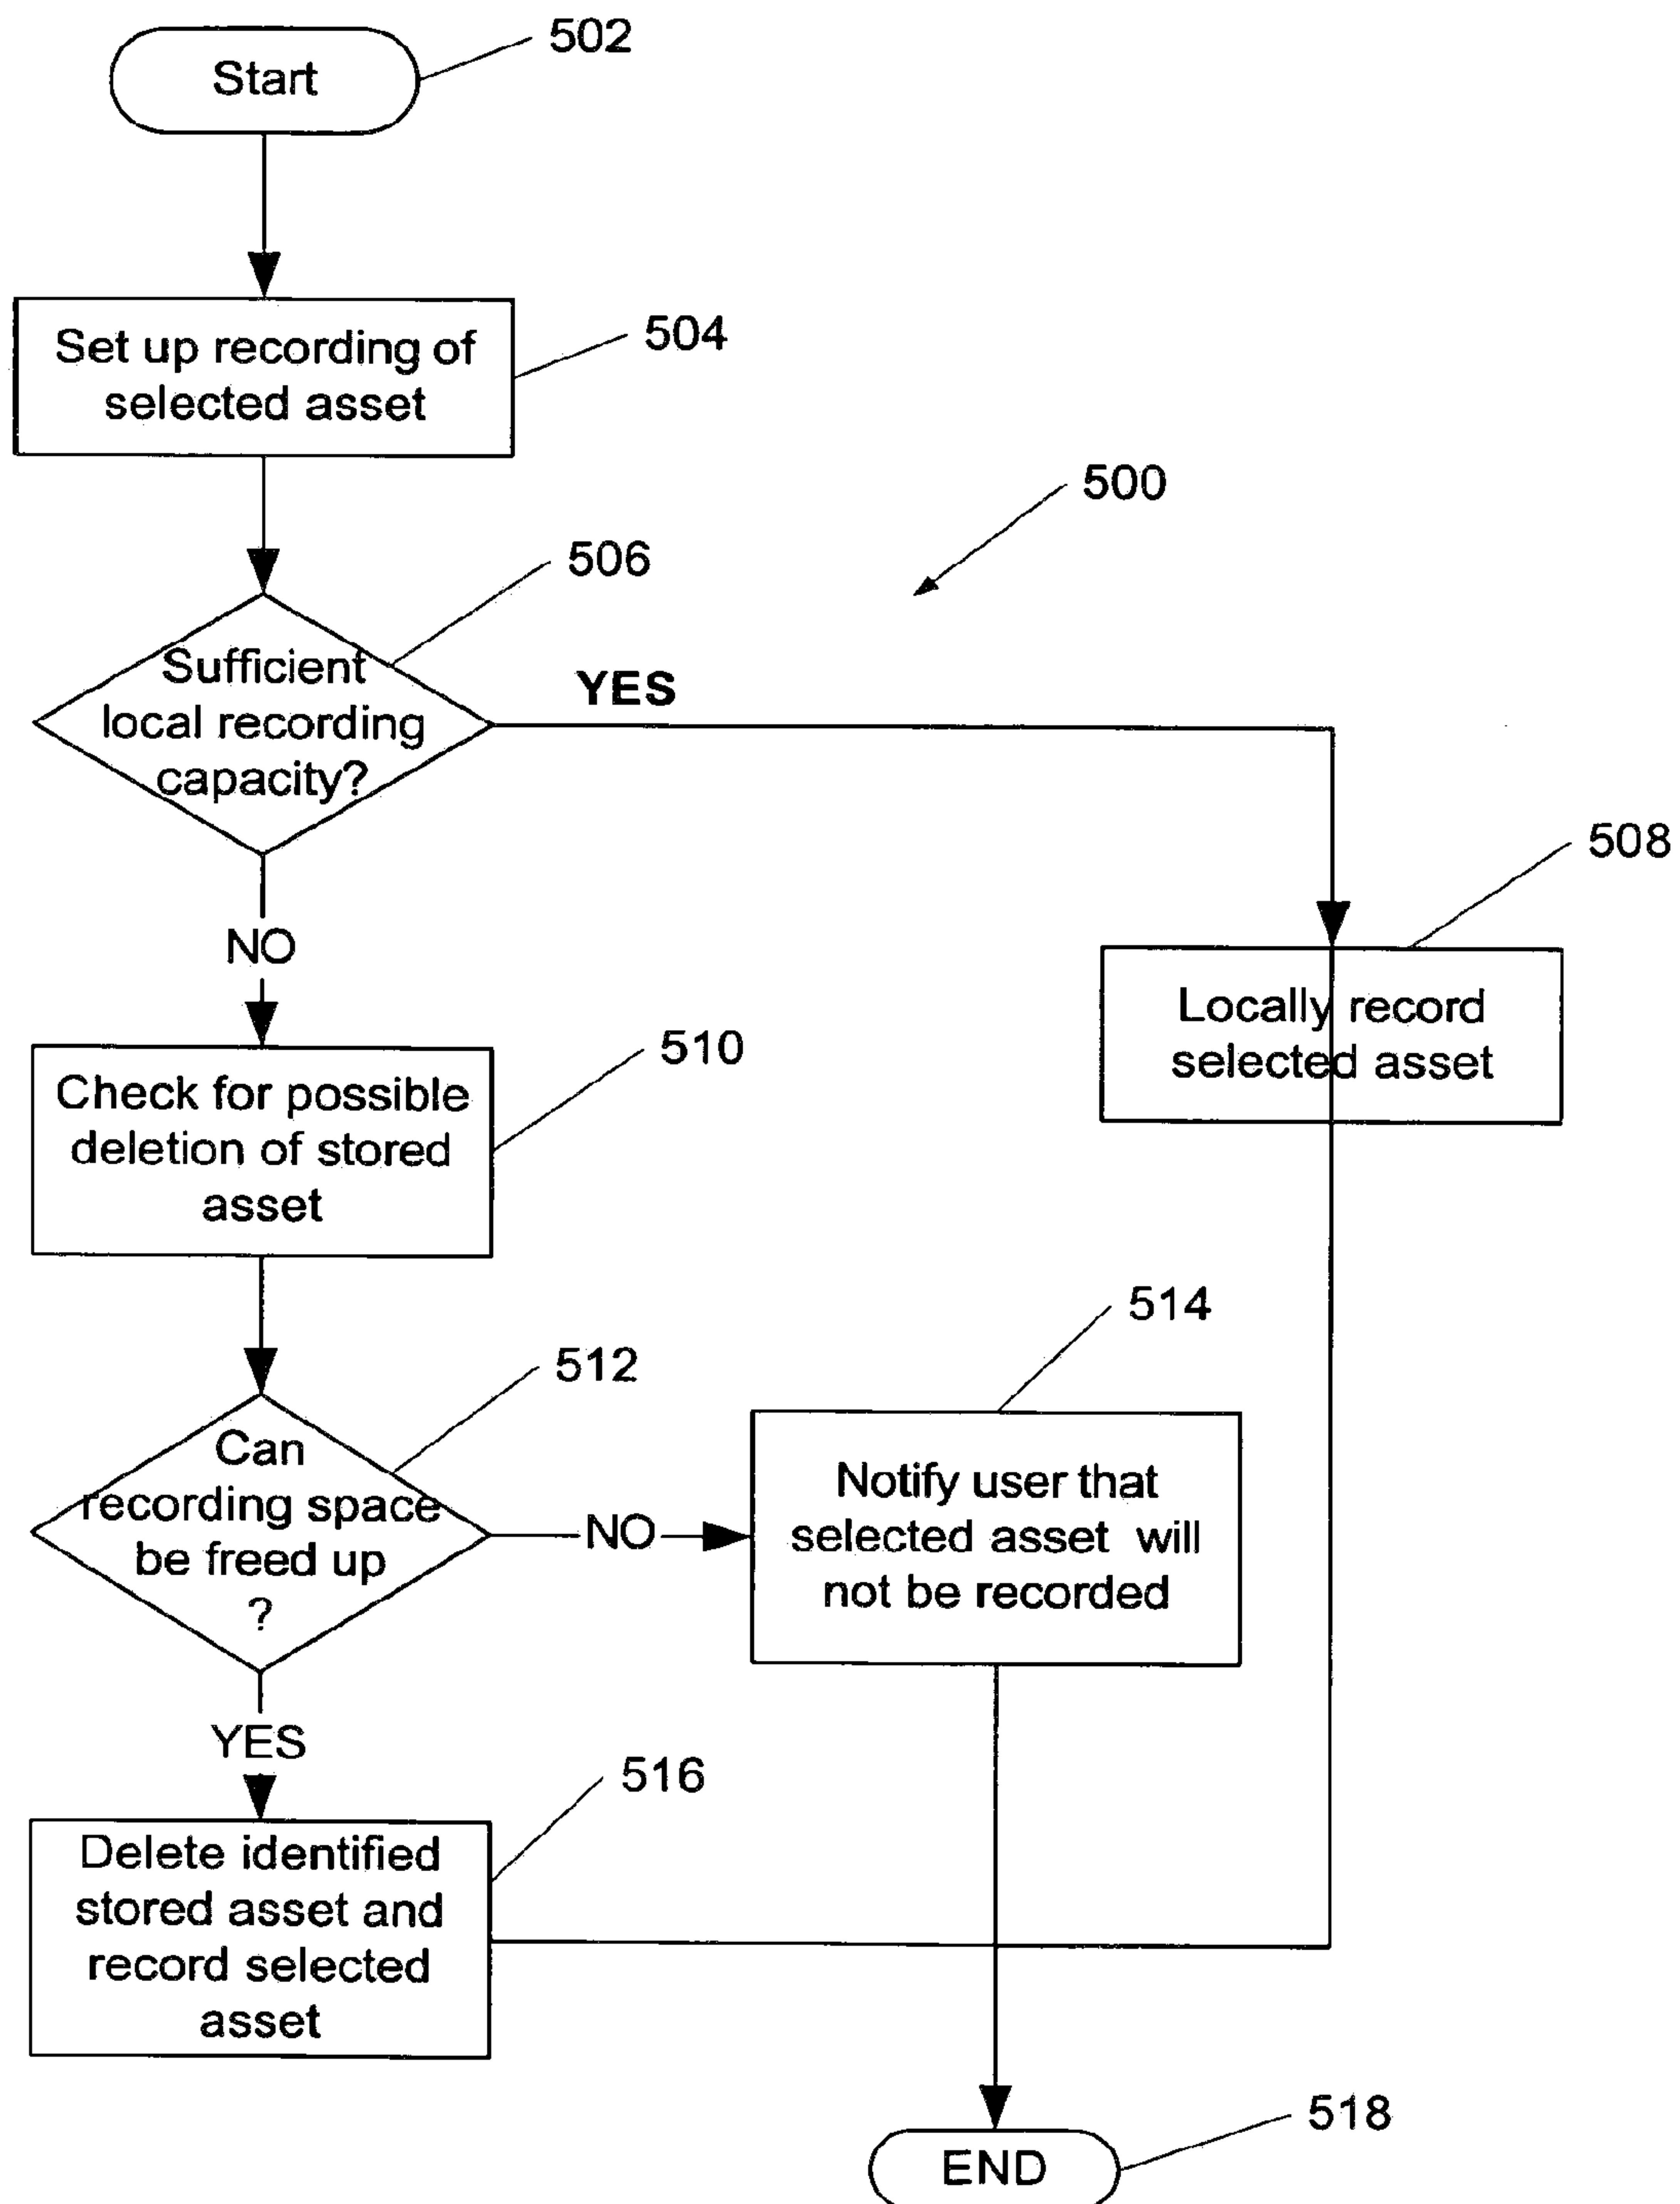 502
Start
504
Set up recording of
selected asset
500
506
Sufficient
local recording
capacity?
YES
508
NO
Locally record
selected asset
510
Check for possible
deletion of stored
asset
514
512
Can
recording space
be freed up
?
NO
Notify user that
selected asset will
not be recorded
YES
516
Delete identified
stored asset and
record selected
asset
518
END